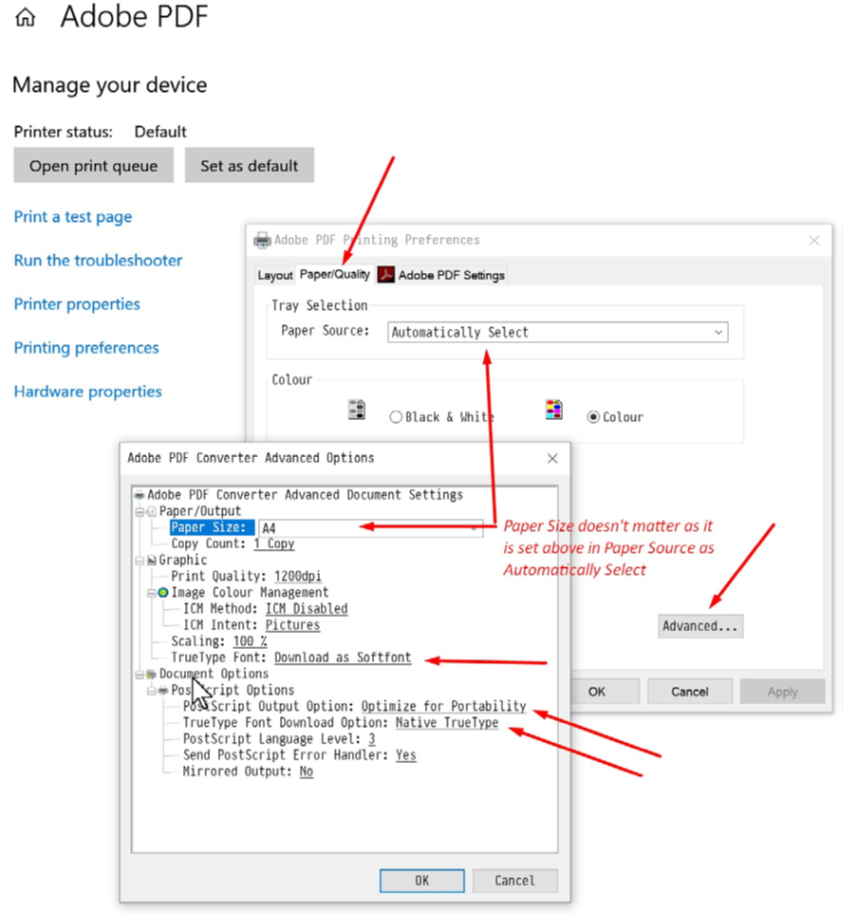 Adobe PDF
Manage your device
Printer status: Default
Open print queue
Set as default
Print a test page
Run the troubleshooter
Printer properties
Printing preferences
Hardware properties
Adobe PDF Printing Preferences
Layout
Paper/Quality
Adobe PDF Settings
Tray Selection
Paper Source: Automatically Select
Colour
Black & White
Colour
Paper Size doesn't matter as it
is set above in Paper Source as
Automatically Select
Advanced...
OK
Cancel
Apply
Adobe PDF Converter Advanced Options
Adobe PDF Converter Advanced Document Settings
Paper/Output
Paper Size: A4
Copy Count: 1 Copy
Graphic
Print Quality: 1200dpi
Image Colour Management
ICM Method: ICM Disabled
ICM Intent: Pictures
Scaling: 100 %
TrueType Font: Download as Softfont
Document Options
PostScript Options
PostScript Output Option: Optimize for Portability
TrueType Font Download Option: Native TrueType
PostScript Language Level: 3
Send PostScript Error Handler: Yes
Mirrored Output: No
OK
Cancel